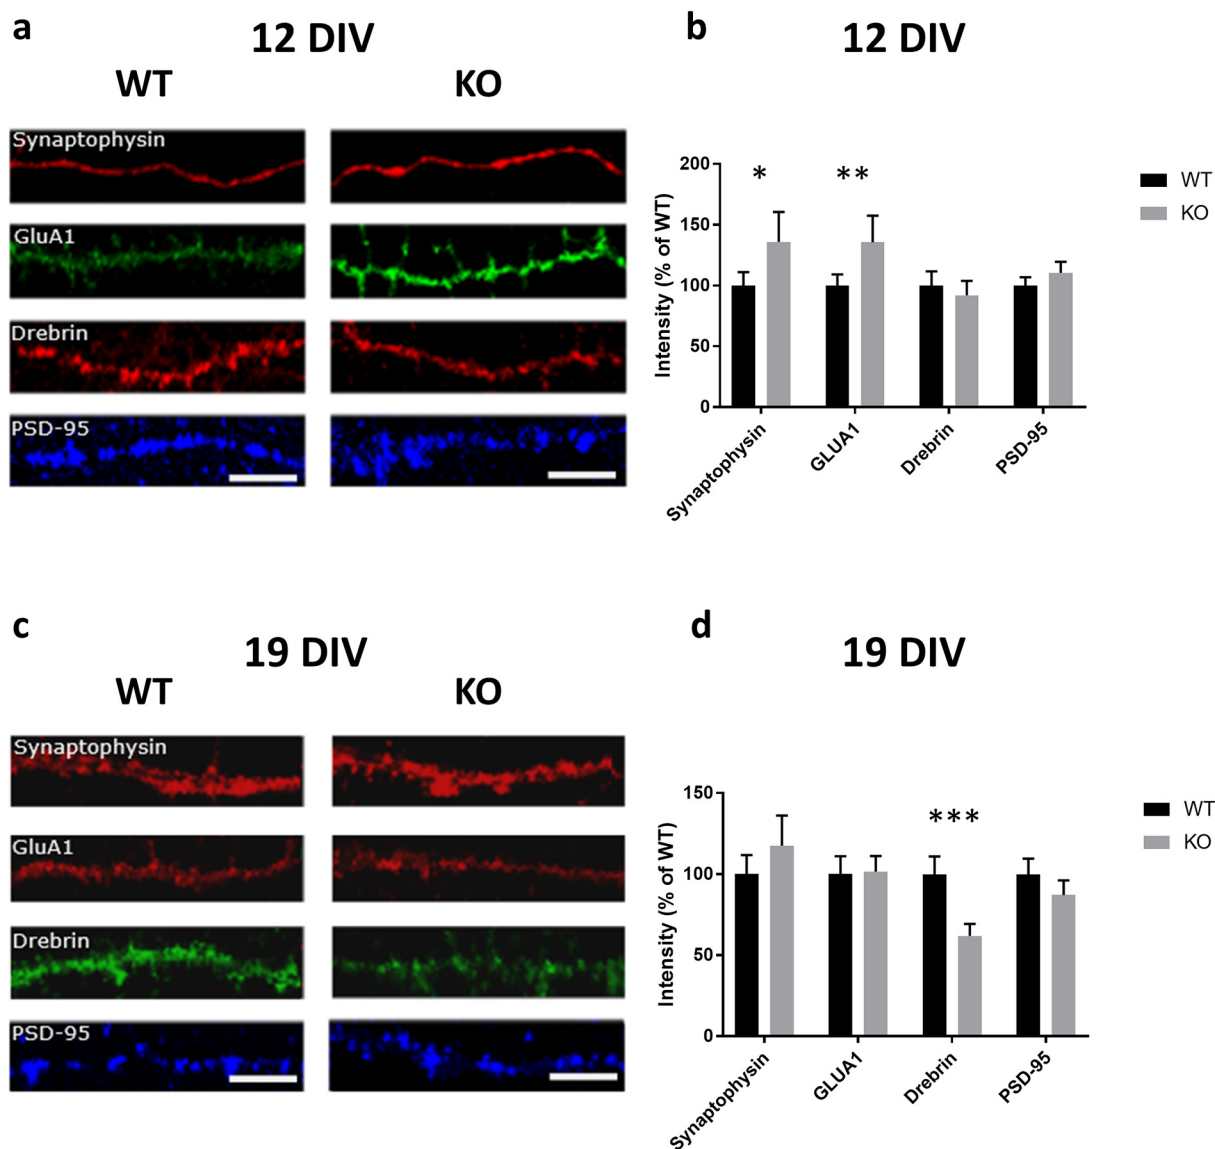 a
12 DIV
WT KO
Synaptophysin
GluA1
Drebrin
PSD-95
b
12 DIV
Intensity (% of WT)
200
150
100
50
0
*
**
WT
KO
Synaptophysin
GLUA1
Drebrin
PSD-95
c
19 DIV
WT KO
Synaptophysin
GluA1
Drebrin
PSD-95
d
19 DIV
Intensity (% of WT)
150
100
50
0
***
WT
KO
Synaptophysin
GLUA1
Drebrin
PSD-95